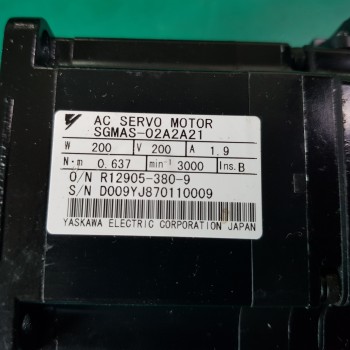 AC SERVO MOTOR
SGMAS-02A2A21
W 200 V 200 A 1.9
N·m 0.637 min⁻¹ 3000 Ins. B
O/N R12905-380-9
S/N D009YJ870110009
YASKAWA ELECTRIC CORPORATION JAPAN